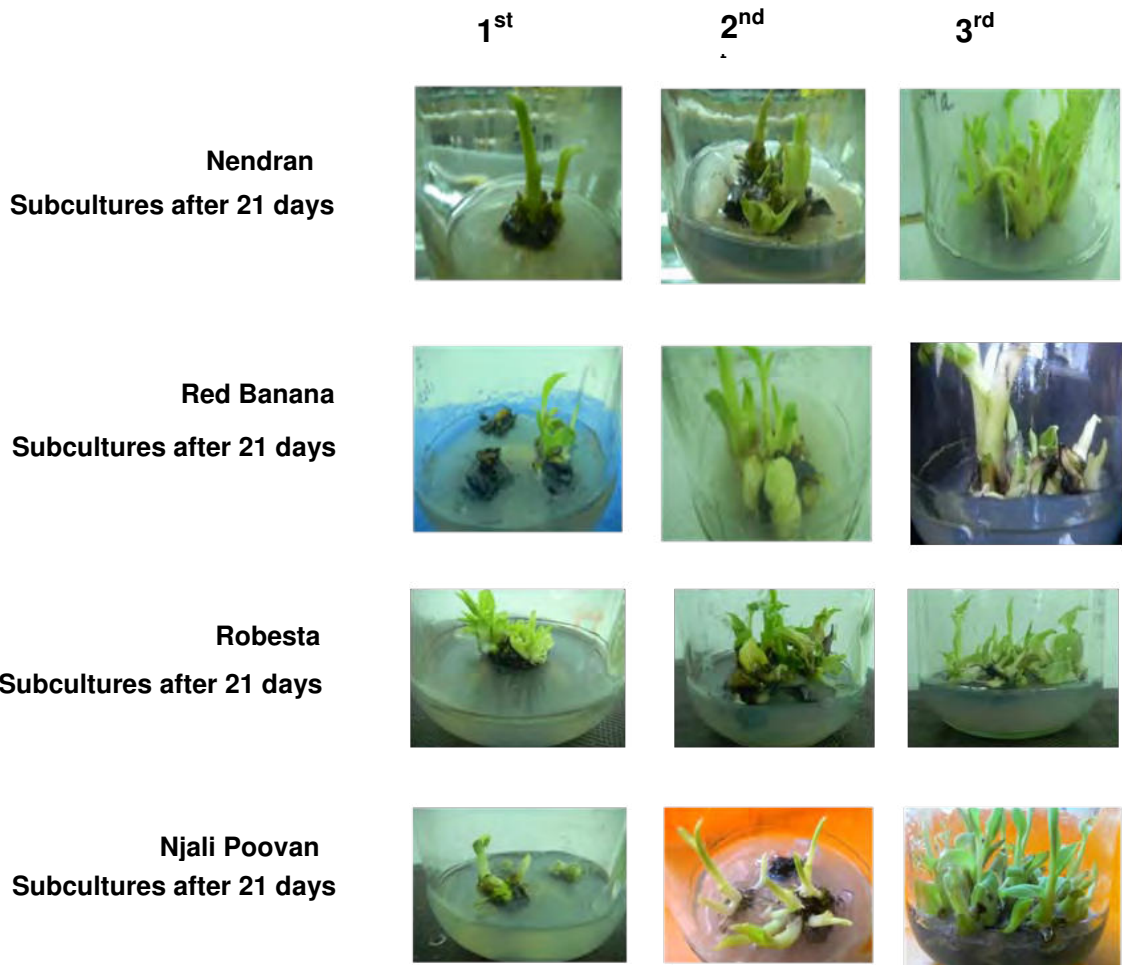 1st 2nd 3rd
Nendran
Subcultures after 21 days
Red Banana
Subcultures after 21 days
Robesta
Subcultures after 21 days
Njali Poovan
Subcultures after 21 days